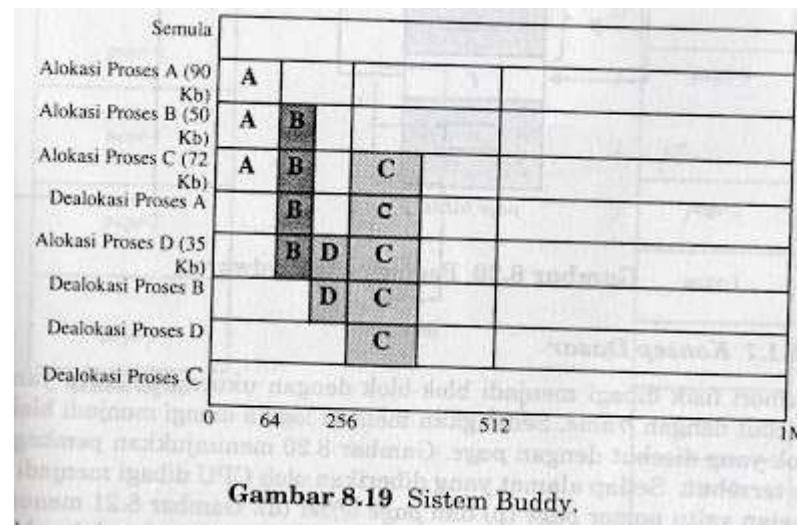 Semula
Alokasi Proses A (90
Kb)
A
Alokasi Proses B (50
Kb)
A B
Alokasi Proses C (72
Kb)
A B C
Dealokasi Proses A
B C
Alokasi Proses D (35
Kb)
B D C
Dealokasi Proses B
D C
Dealokasi Proses D
C
Dealokasi Proses C
0 64 256 512 1M
Gambar 8.19 Sistem Buddy.